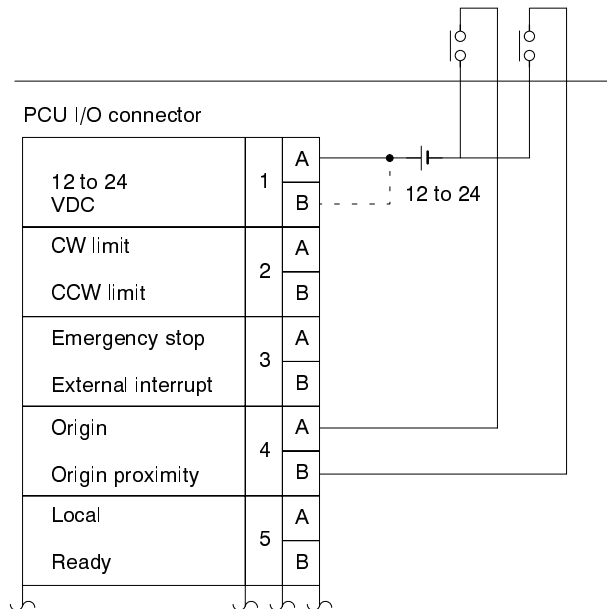 PCU I/O connector
12 to 24
VDC
1
A
B
12 to 24
CW limit
CCW limit
2
A
B
Emergency stop
External interrupt
3
A
B
Origin
Origin proximity
4
A
B
Local
Ready
5
A
B